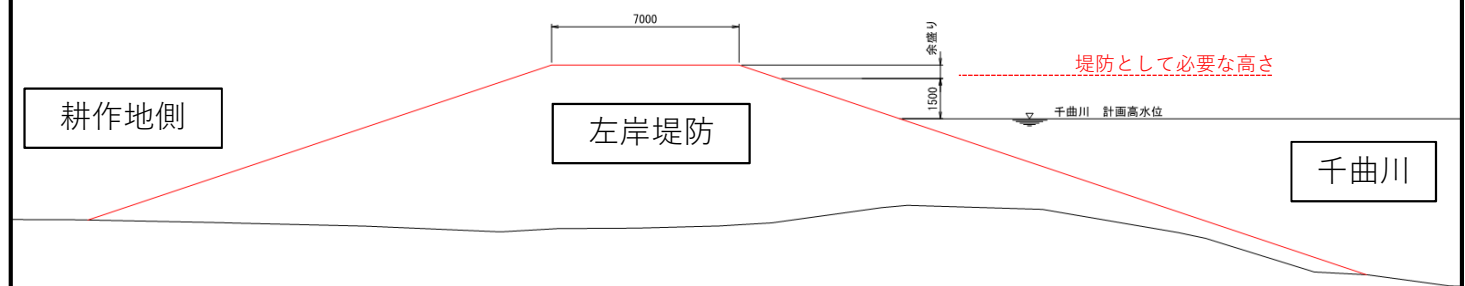 7000
余盛り
堤防として必要な高さ
1500
千曲川 計画高水位
耕作地側
左岸堤防
千曲川